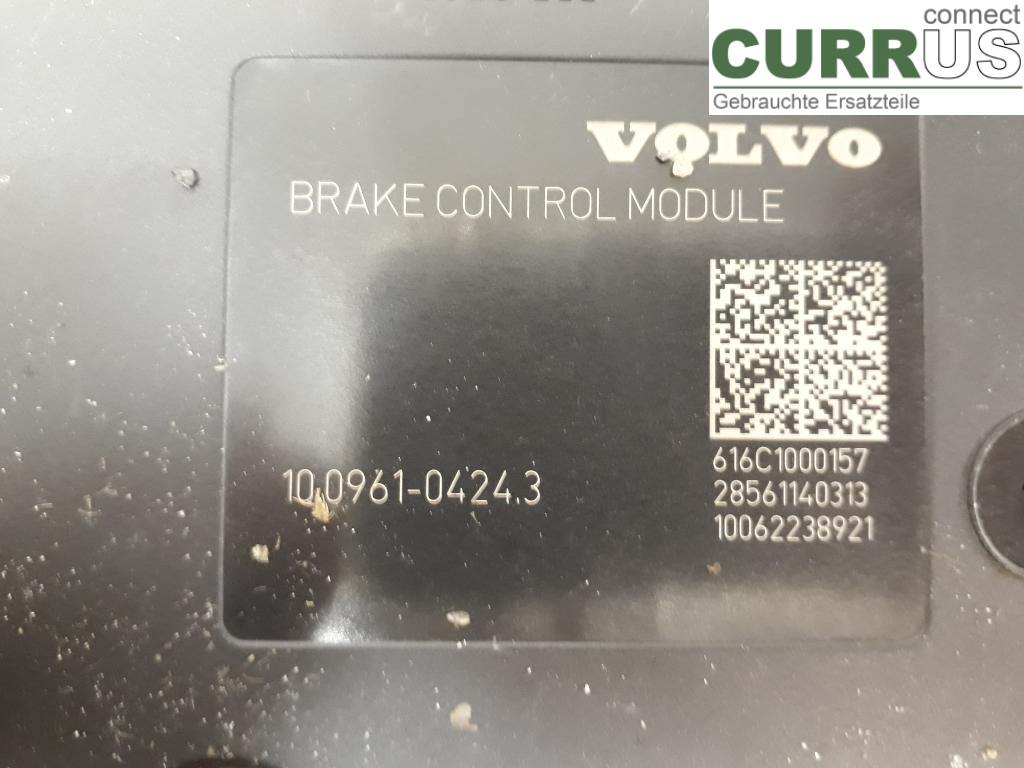 connect
CURRUS
Gebrauchte Ersatzteile
VOLVO
BRAKE CONTROL MODULE
616C1000157
10.0961-0424.3
28561140313
10062238921